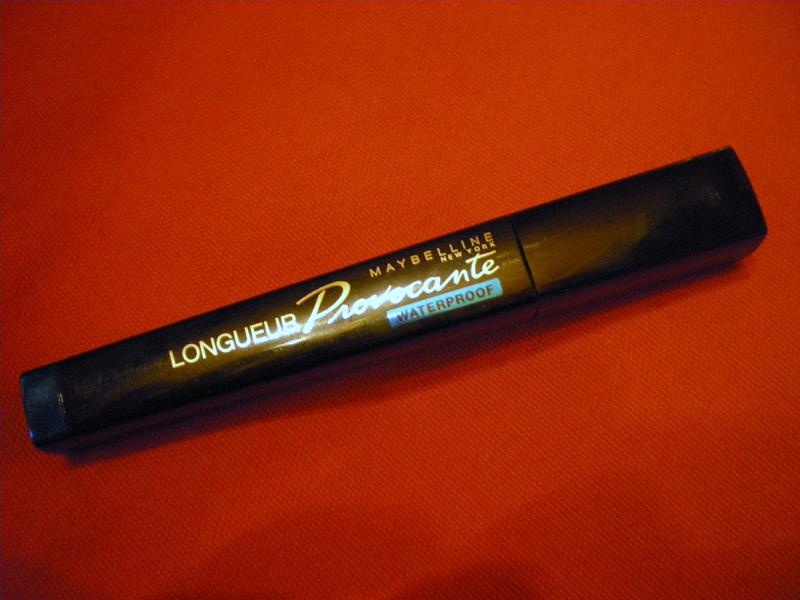 MAYBELLINE
NEW YORK
LONGUEUR Provocante
WATERPROOF